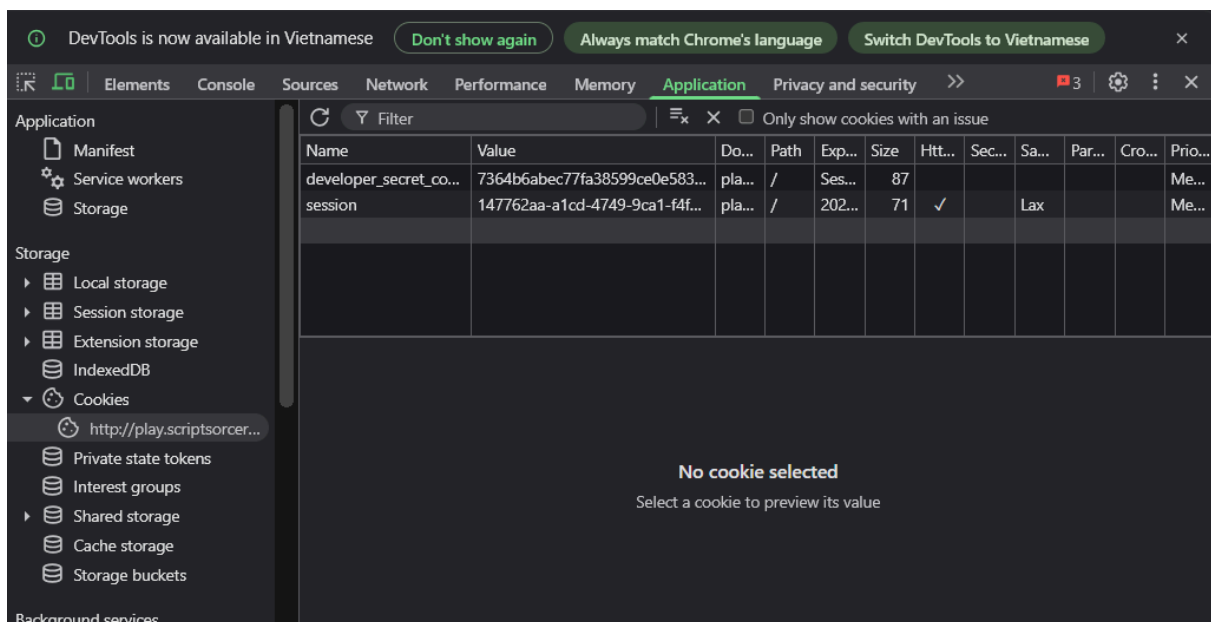 DevTools is now available in Vietnamese Don't show again Always match Chrome's language Switch DevTools to Vietnamese
Elements Console Sources Network Performance Memory Application Privacy and security 3
Application
Manifest
Service workers
Storage
Storage
Local storage
Session storage
Extension storage
IndexedDB
Cookies
http://play.scriptsorcer...
Private state tokens
Interest groups
Shared storage
Cache storage
Storage buckets
Background services
Filter Only show cookies with an issue
Name Value Do... Path Exp... Size Htt... Sec... Sa... Par... Cro... Prio...
developer_secret_co... 7364b6abec77fa38599ce0e583... pla... / Ses... 87 Me...
session 147762aa-a1cd-4749-9ca1-f4f... pla... / 202... 71 ✓ Lax Me...
No cookie selected
Select a cookie to preview its value